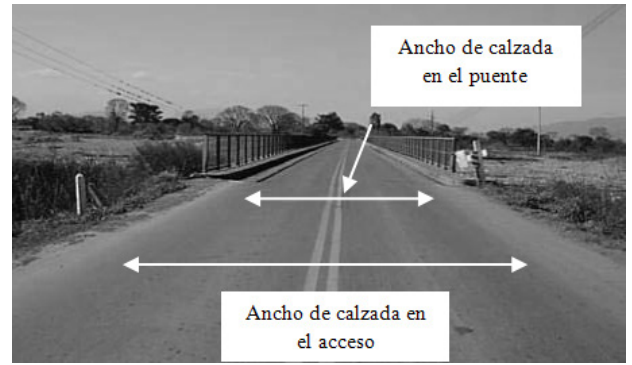 Ancho de calzada
en el puente
Ancho de calzada en
el acceso